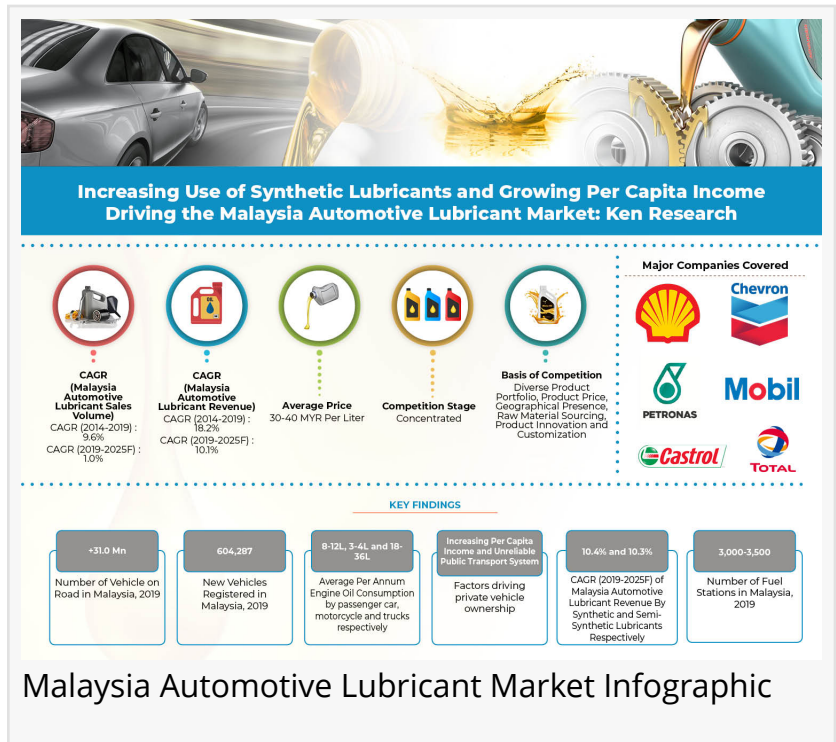 Increasing Use of Synthetic Lubricants and Growing Per Capita Income
Driving the Malaysia Automotive Lubricant Market: Ken Research
OIL
CAGR
(Malaysia
Automotive
Lubricant Sales
Volume)
CAGR (2014-2019) :
9.6%
CAGR (2019-2025F) :
1.0%
CAGR
(Malaysia
Automotive
Lubricant Revenue)
CAGR (2014-2019) :
18.2%
CAGR (2019-2025F) :
10.1%
Average Price
30-40 MYR Per Liter
Competition Stage
Concentrated
Basis of Competition
Diverse Product
Portfolio, Product Price,
Geographical Presence,
Raw Material Sourcing,
Product Innovation and
Customization
Major Companies Covered
Chevron
PETRONAS
Mobil
Castrol
TOTAL
KEY FINDINGS
+31.0 Mn
Number of Vehicle on
Road in Malaysia, 2019
604,287
New Vehicles
Registered in
Malaysia, 2019
8-12L, 3-4L and 18-
36L
Average Per Annum
Engine Oil Consumption
by passenger car,
motorcycle and trucks
respectively
Increasing Per Capita
Income and Unreliable
Public Transport System
Factors driving
private vehicle
ownership
10.4% and 10.3%
CAGR (2019-2025F) of
Malaysia Automotive
Lubricant Revenue By
Synthetic and Semi-
Synthetic Lubricants
Respectively
3,000-3,500
Number of Fuel
Stations in Malaysia,
2019
Malaysia Automotive Lubricant Market Infographic